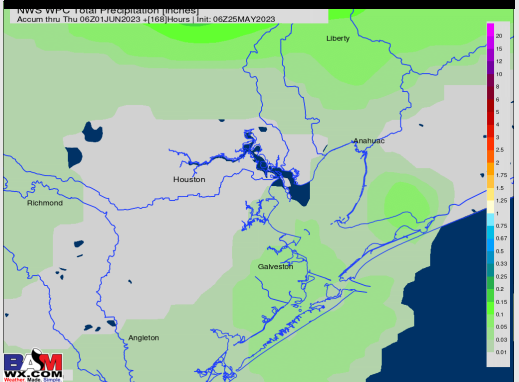 NWS WPC Total Precipitation [inches]
Accum thru Thu 06Z01JUN2023 +[168]Hours | Init: 06Z25MAY2023
Liberty
Anahuac
Houston
Richmond
Galveston
Angleton
20
15
12
10
8
6
5
4
3
2.5
2
1.75
1.5
1.25
1
0.75
0.67
0.5
0.33
0.25
0.2
0.15
0.1
0.05
0.03
0.01
BAM
WX.COM
Weather. Made. Simple.